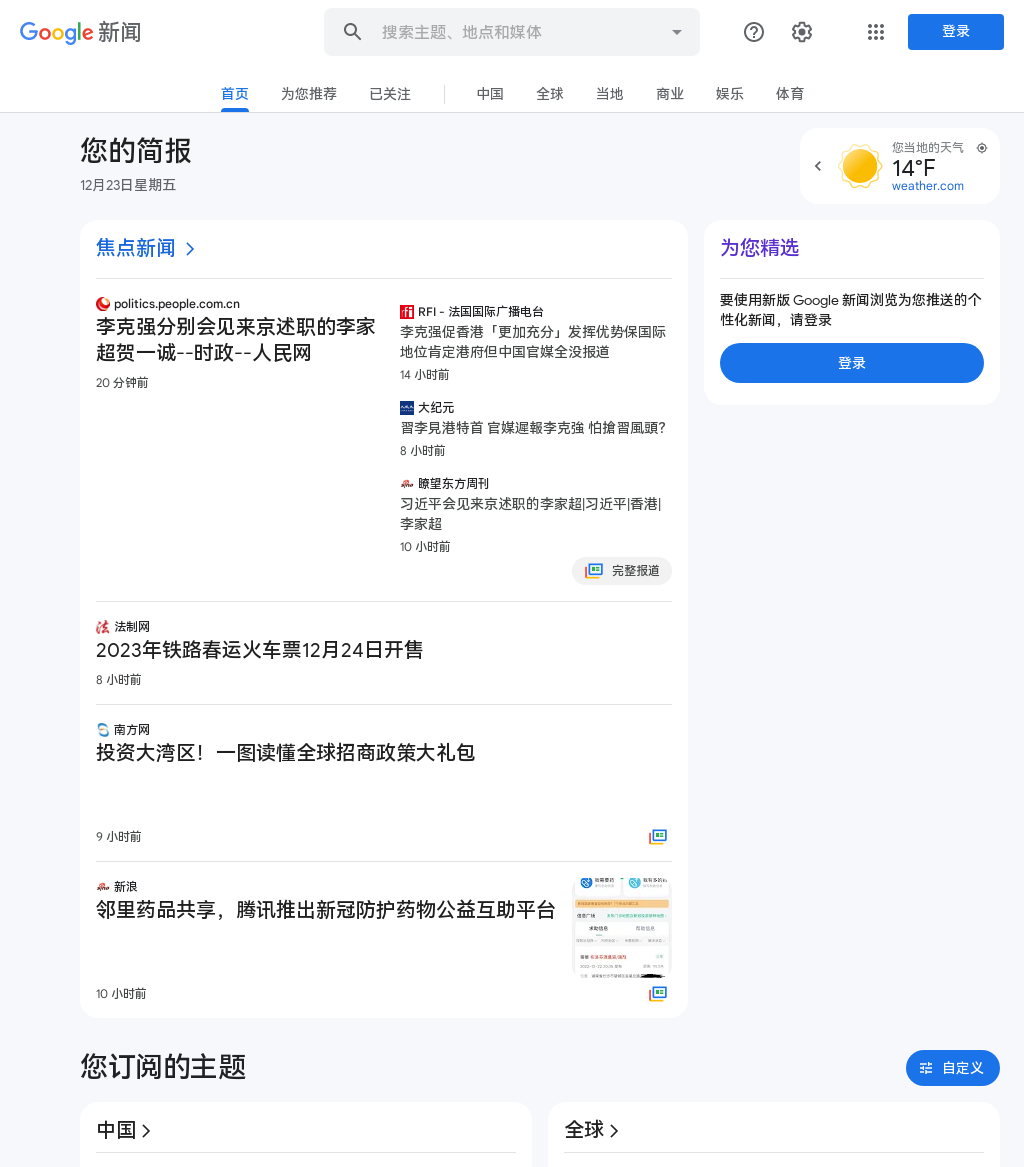 Google 新闻
搜索主题、地点和媒体
登录
首页
为您推荐
已关注
中国
全球
当地
商业
娱乐
体育
您的简报
12月23日星期五
您当地的天气
14°F
weather.com
焦点新闻
politics.people.com.cn
李克强分别会见来京述职的李家
超贺一诚--时政--人民网
20 分钟前
RFI - 法国国际广播电台
李克强促香港「更加充分」发挥优势保国际
地位肯定港府但中国官媒全没报道
14 小时前
大纪元
習李見港特首 官媒遲報李克強 怕搶習風頭？
8 小时前
瞭望东方周刊
习近平会见来京述职的李家超|习近平|香港|
李家超
10 小时前
完整报道
法制网
2023年铁路春运火车票12月24日开售
8 小时前
南方网
投资大湾区！一图读懂全球招商政策大礼包
9 小时前
新浪
邻里药品共享，腾讯推出新冠防护药物公益互助平台
10 小时前
为您精选
要使用新版 Google 新闻浏览为您推送的个
性化新闻，请登录
登录
您订阅的主题
自定义
中国
全球